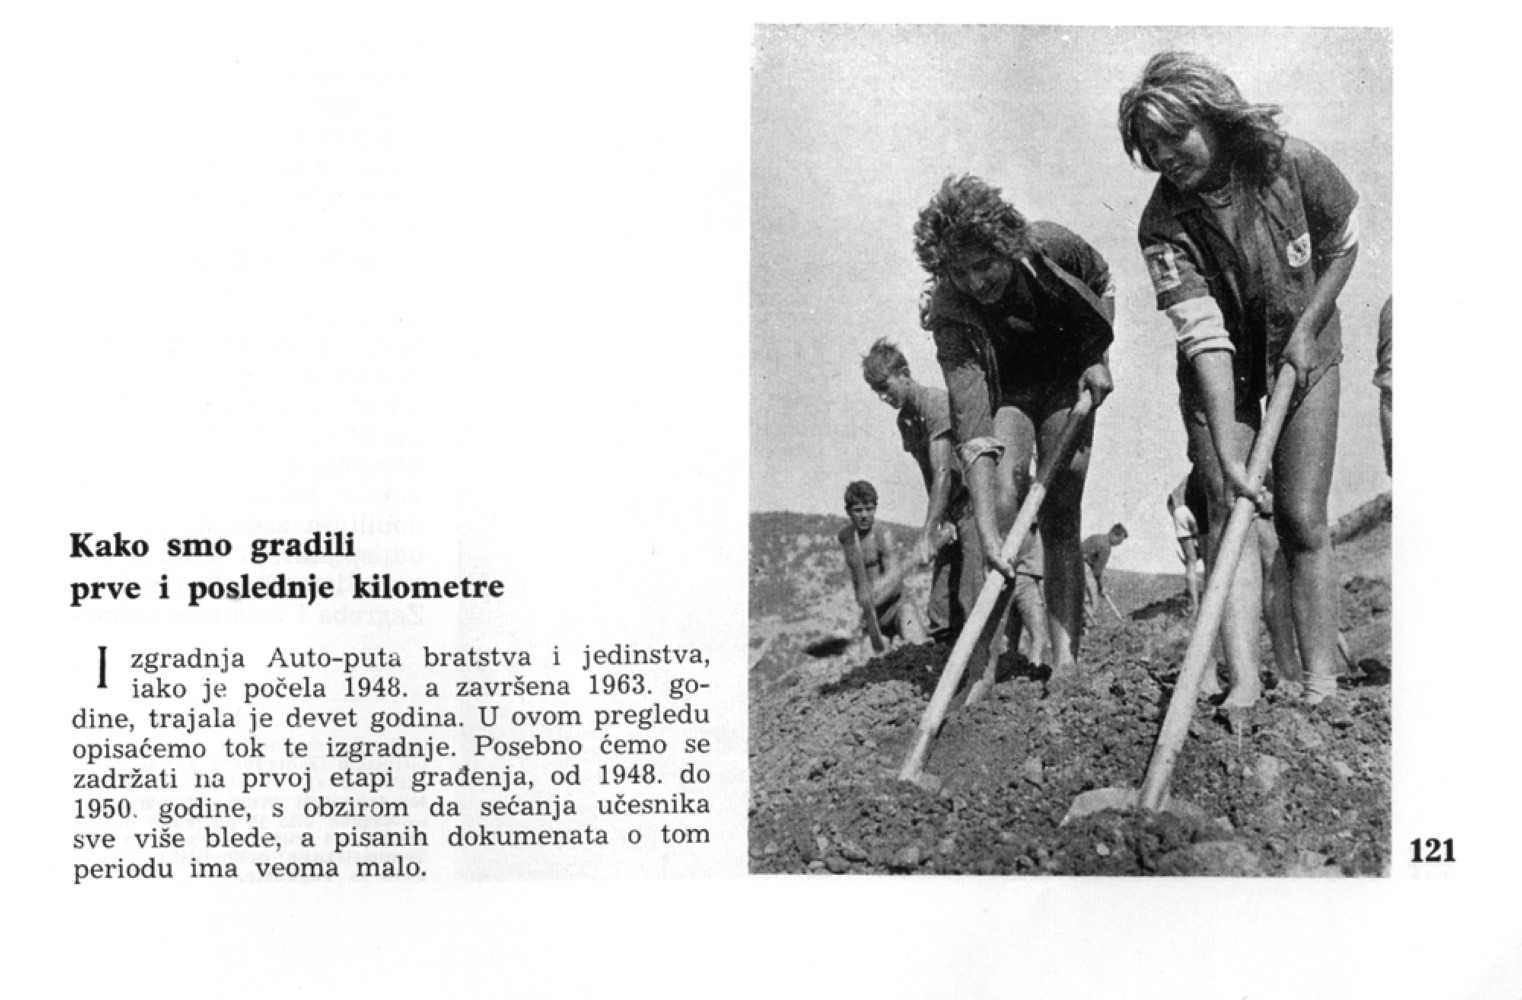 Kako smo gradili
prve i poslednje kilometre
Izgradnja Auto-puta bratstva i jedinstva,
iako je počela 1948. a završena 1963. go-
dine, trajala je devet godina. U ovom pregledu
opisaćemo tok te izgradnje. Posebno ćemo se
zadržati na prvoj etapi građenja, od 1948. do
1950. godine, s obzirom da sećanja učesnika
sve više blede, a pisanih dokumenata o tom
periodu ima veoma malo.
121